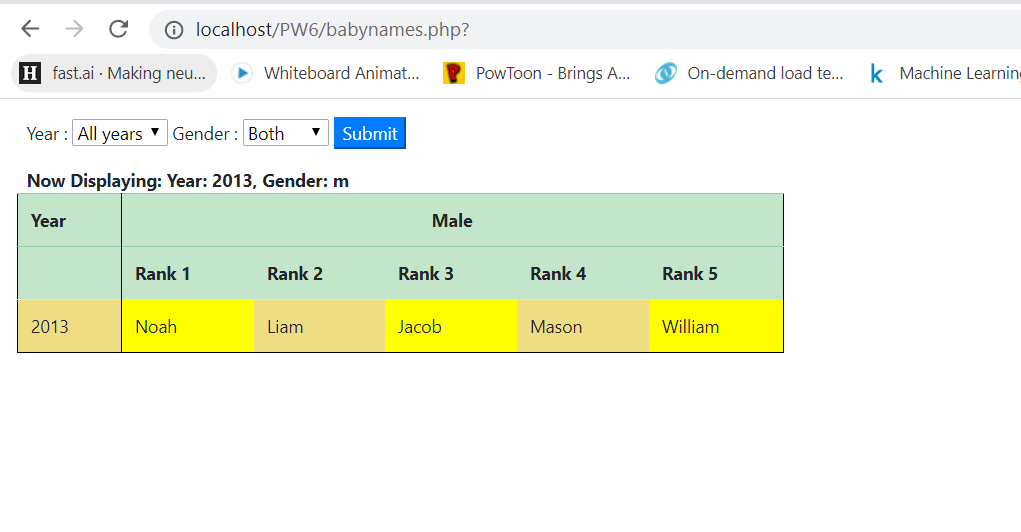 localhost/PW6/babynames.php?
H fast.ai · Making neu... Whiteboard Animat... P PowToon - Brings A... On-demand load te... k Machine Learning
Year : All years Gender : Both Submit
Now Displaying: Year: 2013, Gender: m
Year Male
Rank 1 Rank 2 Rank 3 Rank 4 Rank 5
2013 Noah Liam Jacob Mason William